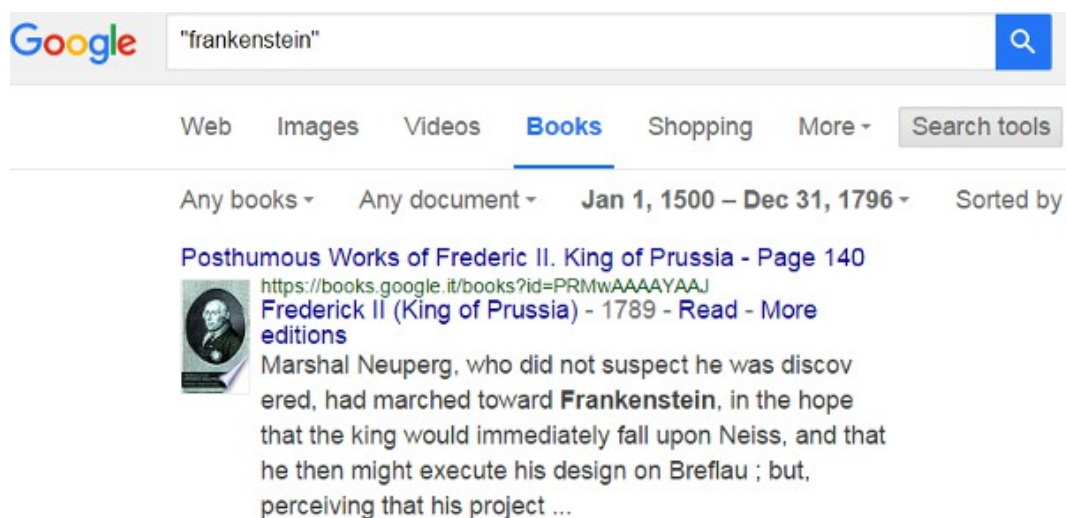 Google "frankenstein"
Web Images Videos Books Shopping More Search tools
Any books Any document Jan 1, 1500 – Dec 31, 1796 Sorted by
Posthumous Works of Frederic II. King of Prussia - Page 140
https://books.google.it/books?id=PRMwAAAAYAAJ
Frederick II (King of Prussia) - 1789 - Read - More
editions
Marshal Neuperg, who did not suspect he was discov
ered, had marched toward Frankenstein, in the hope
that the king would immediately fall upon Neiss, and that
he then might execute his design on Breflau ; but,
perceiving that his project ...